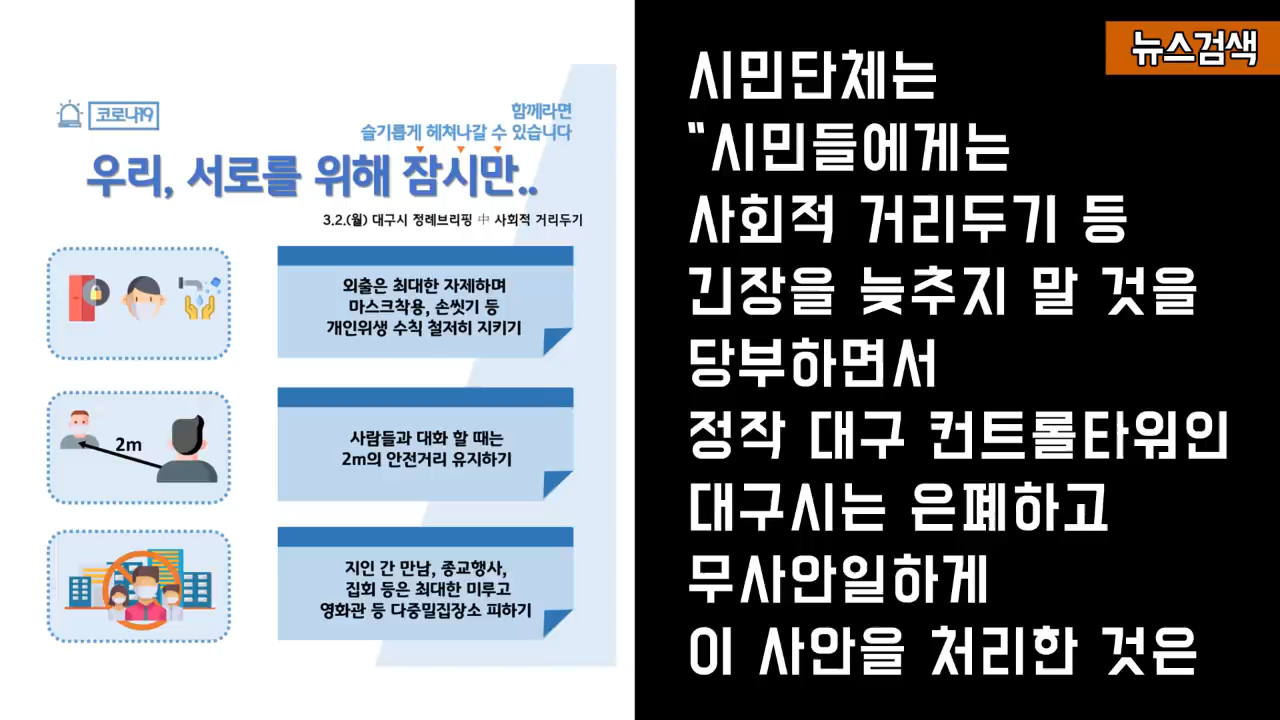 코로나19
함께라면
슬기롭게 헤쳐나갈 수 있습니다
우리, 서로를 위해 잠시만..
3.2.(월) 대구시 정례브리핑 中 사회적 거리두기
외출은 최대한 자제하며
마스크착용, 손씻기 등
개인위생 수칙 철저히 지키기
2m
사람들과 대화 할 때는
2m의 안전거리 유지하기
지인 간 만남, 종교행사,
집회 등은 최대한 미루고
영화관 등 다중밀집장소 피하기
뉴스검색
시민단체는
“시민들에게는
사회적 거리두기 등
긴장을 늦추지 말 것을
당부하면서
정작 대구 컨트롤타워인
대구시는 은폐하고
무사안일하게
이 사안을 처리한 것은